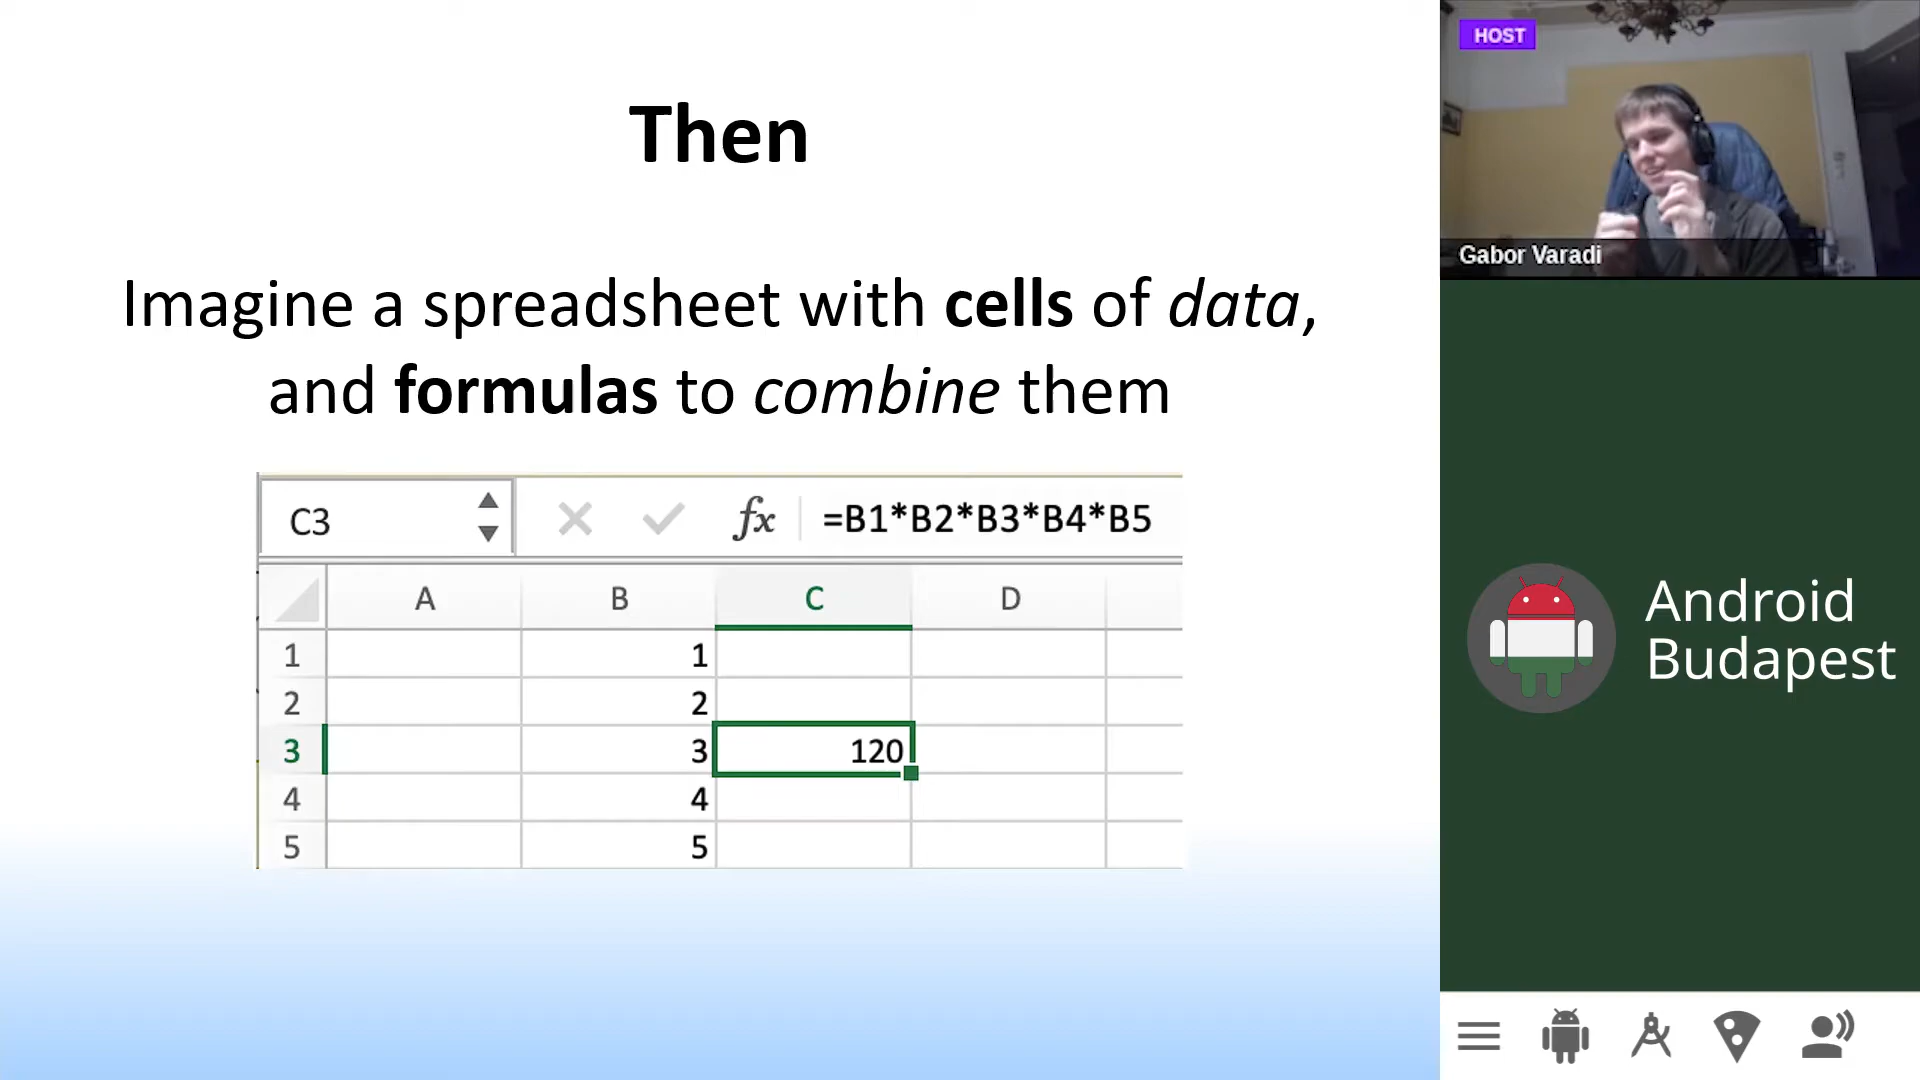 Then
Imagine a spreadsheet with cells of data,
and formulas to combine them
C3 fx =B1*B2*B3*B4*B5
A B C D
1 1
2 2
3 3 120
4 4
5 5
HOST
Gabor Varadi
Android
Budapest